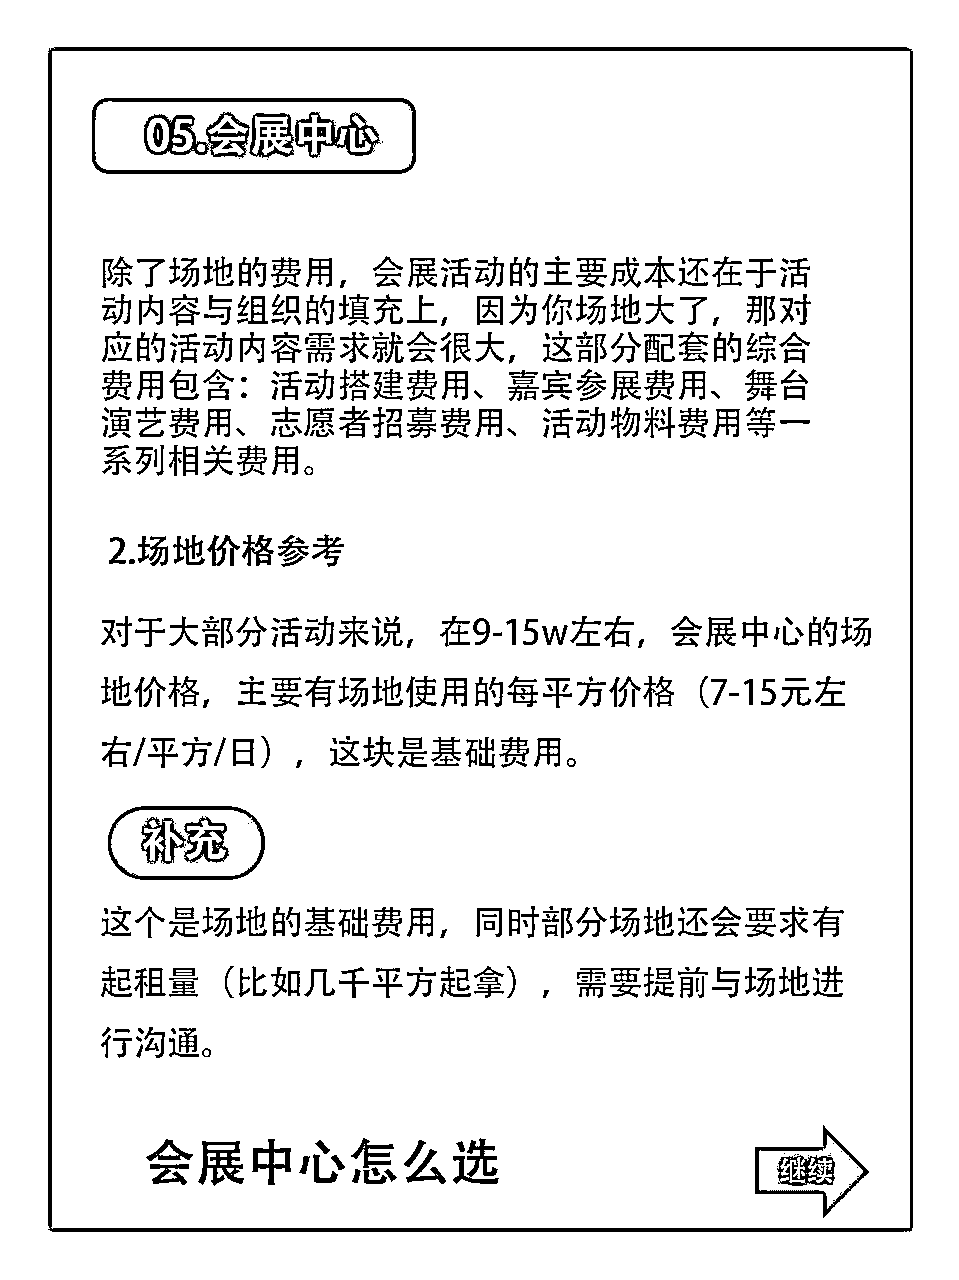 05.会展中心
除了场地的费用，会展活动的主要成本还在于活
动内容与组织的填充上，因为你场地大了，那对
应的活动内容需求就会很大，这部分配套的综合
费用包含：活动搭建费用、嘉宾参展费用、舞台
演艺费用、志愿者招募费用、活动物料费用等一
系列相关费用。
2.场地价格参考
对于大部分活动来说，在9-15w左右，会展中心的场
地价格，主要有场地使用的每平方价格（7-15元左
右/平方/日），这块是基础费用。
补充
这个是场地的基础费用，同时部分场地还会要求有
起租量（比如几千平方起拿），需要提前与场地进
行沟通。
会展中心怎么选
继续